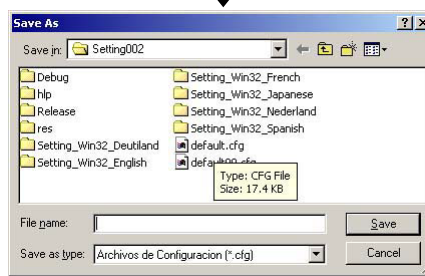 Save As
Save in: Setting002
Debug
hlp
Release
res
Setting_Win32_Deutiland
Setting_Win32_English
Setting_Win32_French
Setting_Win32_Japanese
Setting_Win32_Nederland
Setting_Win32_Spanish
default.cfg
Type: CFG File
Size: 17.4 KB
File name:
Save
Save as type: Archivos de Configuracion (*.cfg)
Cancel